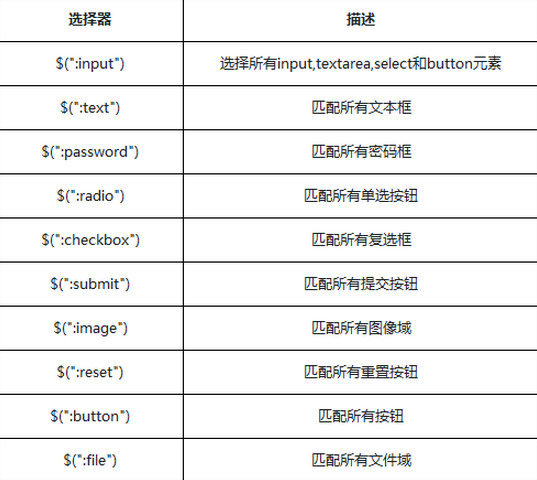 选择器 描述
$(":input") 选择所有input,textarea,select和button元素
$(":text") 匹配所有文本框
$(":password") 匹配所有密码框
$(":radio") 匹配所有单选按钮
$(":checkbox") 匹配所有复选框
$(":submit") 匹配所有提交按钮
$(":image") 匹配所有图像域
$(":reset") 匹配所有重置按钮
$(":button") 匹配所有按钮
$(":file") 匹配所有文件域